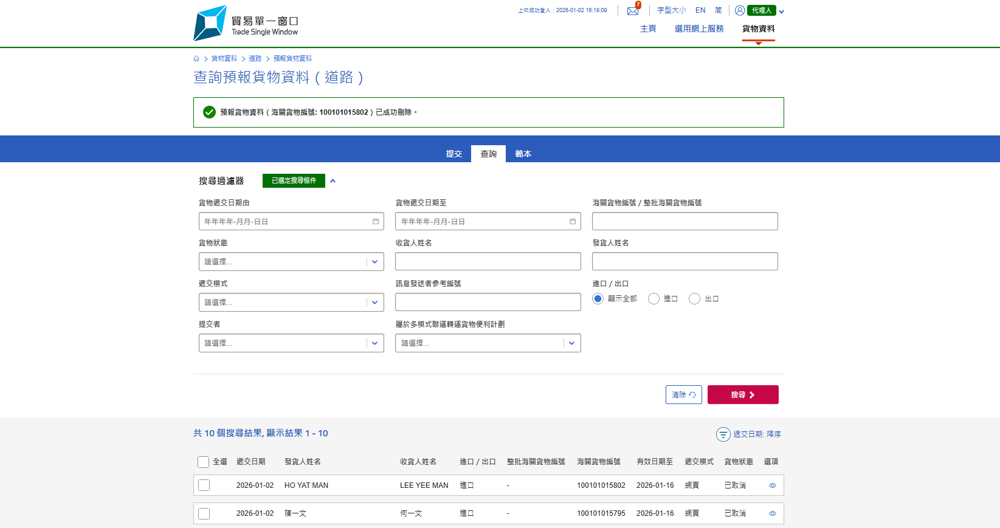 貿易單一窗口
Trade Single Window
上次成功登入：2026-01-02 16:19:09
7
字型大小
EN
简
代理人
主頁
選用網上服務
貨物資料
貨物資料
道路
預報貨物資料
查詢預報貨物資料 ( 道路 )
預報貨物資料 ( 海關貨物編號: 100101015802 ) 已成功刪除。
提交
查詢
範本
搜尋過濾器
已選定搜尋條件
貨物遞交日期由
貨物遞交日期至
海關貨物編號 / 整批海關貨物編號
年年年年-月月-日日
年年年年-月月-日日
貨物狀態
收貨人姓名
發貨人姓名
請選擇...
遞交模式
訊息發送者參考編號
進口 / 出口
請選擇...
顯示全部
進口
出口
提交者
屬於多模式聯運轉運貨物便利計劃
請選擇...
請選擇...
清除
搜尋
共 10 個搜尋結果, 顯示結果 1 - 10
遞交日期: 降序
全選 遞交日期 發貨人姓名 收貨人姓名 進口 / 出口 整批海關貨物編號 海關貨物編號 有效日期至 遞交模式 貨物狀態 選項
2026-01-02 HO YAT MAN LEE YEE MAN 進口 - 100101015802 2026-01-16 網頁 已取消
2026-01-02 陳一文 何一文 進口 - 100101015795 2026-01-16 網頁 已取消